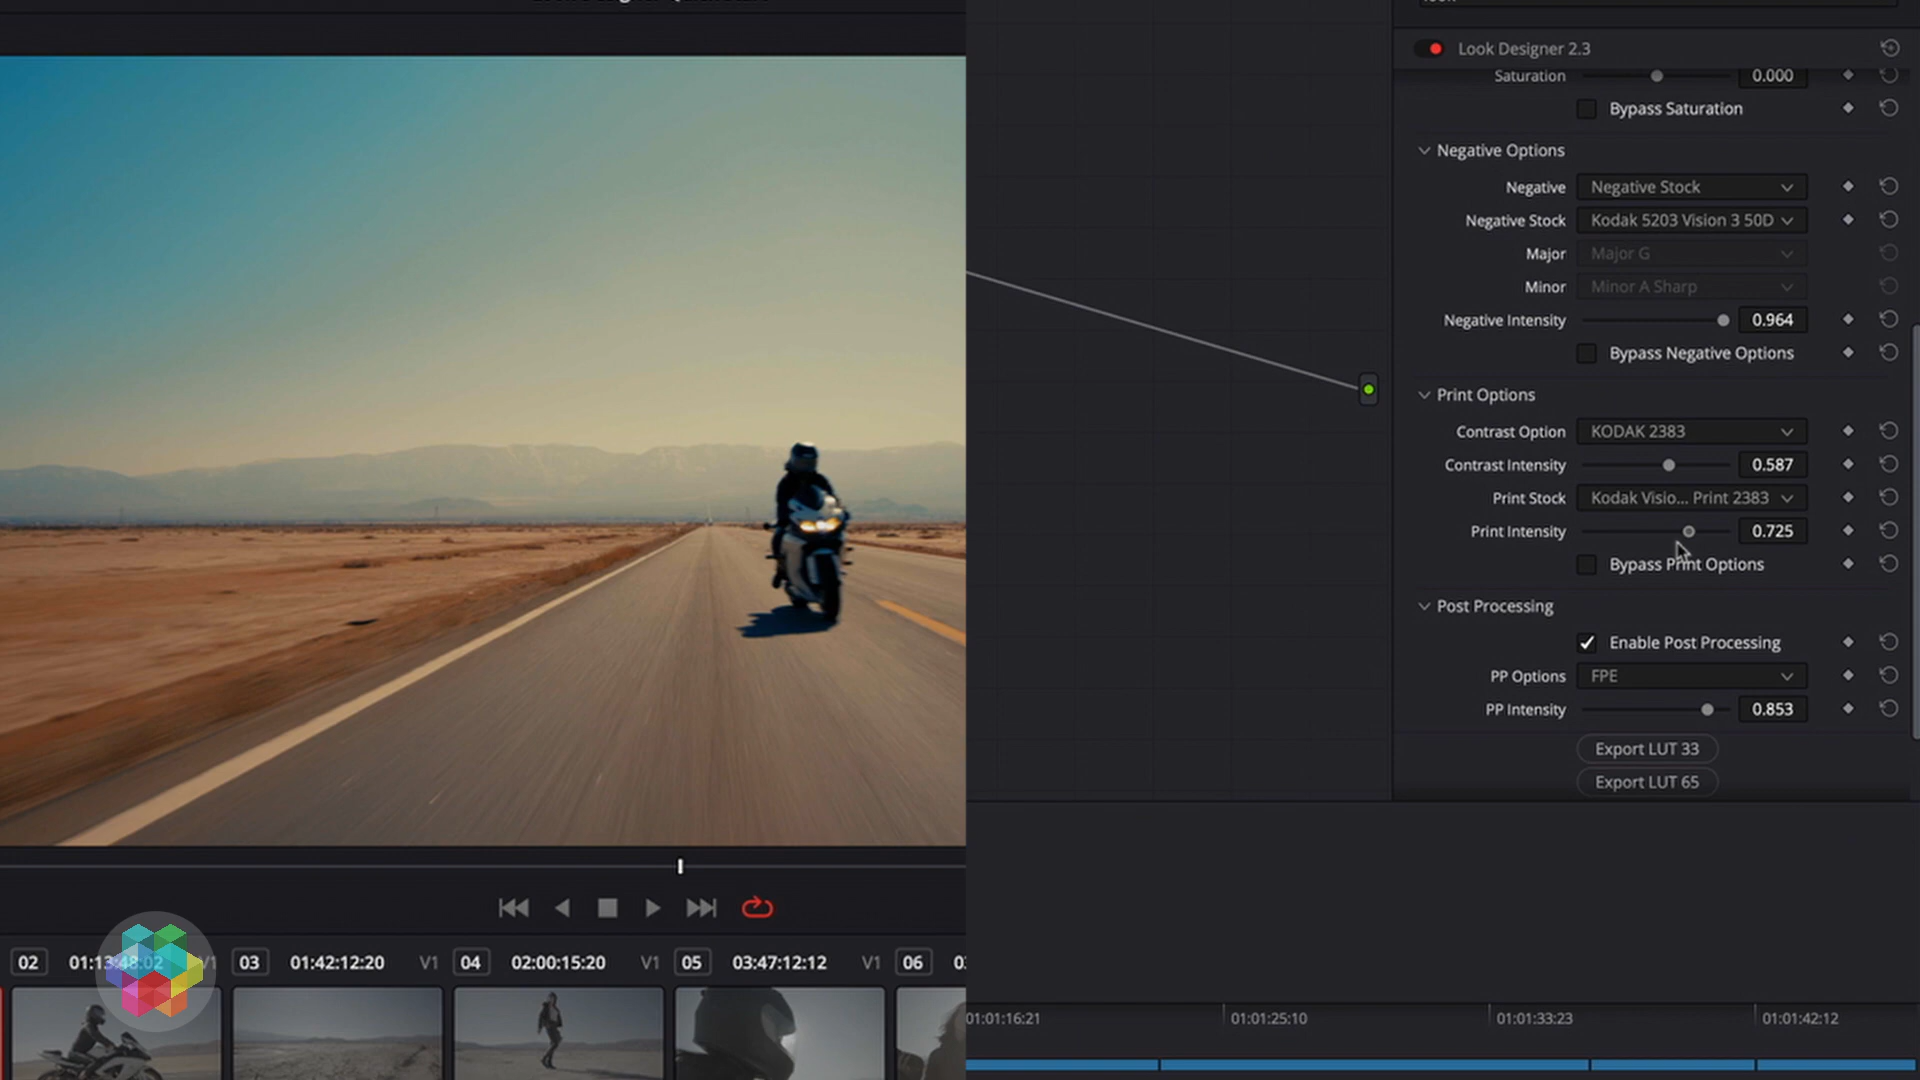 Look Designer 2.3
Saturation 0.000
Bypass Saturation
Negative Options
Negative Negative Stock
Negative Stock Kodak 5203 Vision 3 50D
Major Major G
Minor Minor A Sharp
Negative Intensity 0.964
Bypass Negative Options
Print Options
Contrast Option KODAK 2383
Contrast Intensity 0.587
Print Stock Kodak Visio... Print 2383
Print Intensity 0.725
Bypass Print Options
Post Processing
Enable Post Processing
PP Options FPE
PP Intensity 0.853
Export LUT 33
Export LUT 65
02 01:13:48:02 V1 03 01:42:12:20 V1 04 02:00:15:20 V1 05 03:47:12:12 V1 06
01:01:16:21 01:01:25:10 01:01:33:23 01:01:42:12